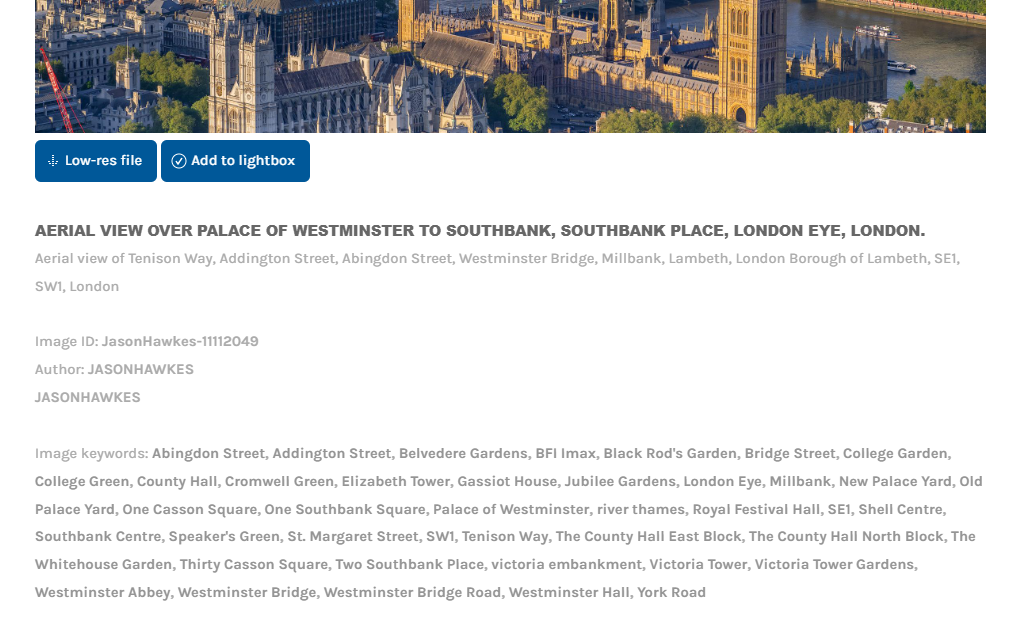 Low-res file
Add to lightbox
AERIAL VIEW OVER PALACE OF WESTMINSTER TO SOUTHBANK, SOUTHBANK PLACE, LONDON EYE, LONDON.
Aerial view of Tenison Way, Addington Street, Abingdon Street, Westminster Bridge, Millbank, Lambeth, London Borough of Lambeth, SE1,
SW1, London
Image ID: JasonHawkes-11112049
Author: JASONHAWKES
JASONHAWKES
Image keywords: Abingdon Street, Addington Street, Belvedere Gardens, BFI Imax, Black Rod's Garden, Bridge Street, College Garden,
College Green, County Hall, Cromwell Green, Elizabeth Tower, Gassiot House, Jubilee Gardens, London Eye, Millbank, New Palace Yard, Old
Palace Yard, One Casson Square, One Southbank Square, Palace of Westminster, river thames, Royal Festival Hall, SE1, Shell Centre,
Southbank Centre, Speaker's Green, St. Margaret Street, SW1, Tenison Way, The County Hall East Block, The County Hall North Block, The
Whitehouse Garden, Thirty Casson Square, Two Southbank Place, victoria embankment, Victoria Tower, Victoria Tower Gardens,
Westminster Abbey, Westminster Bridge, Westminster Bridge Road, Westminster Hall, York Road